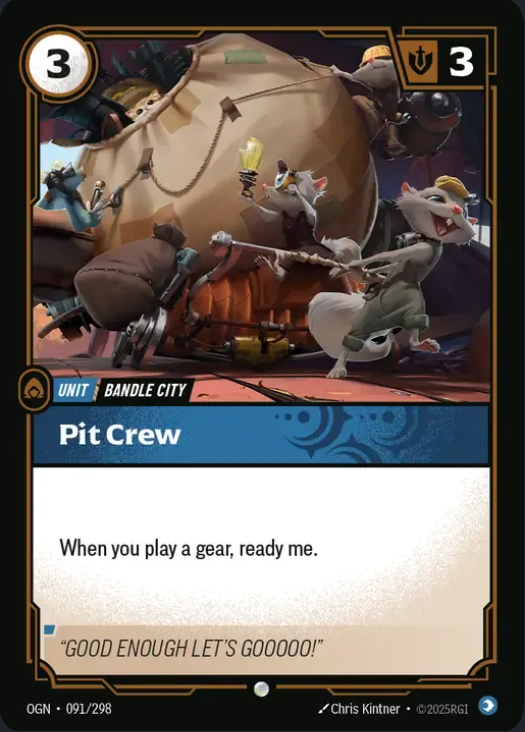 3
3
UNIT BANDLE CITY
Pit Crew
When you play a gear, ready me.
“GOOD ENOUGH LET’S GOOOOO!”
OGN • 091/298 Chris Kintner • ©2025RGI